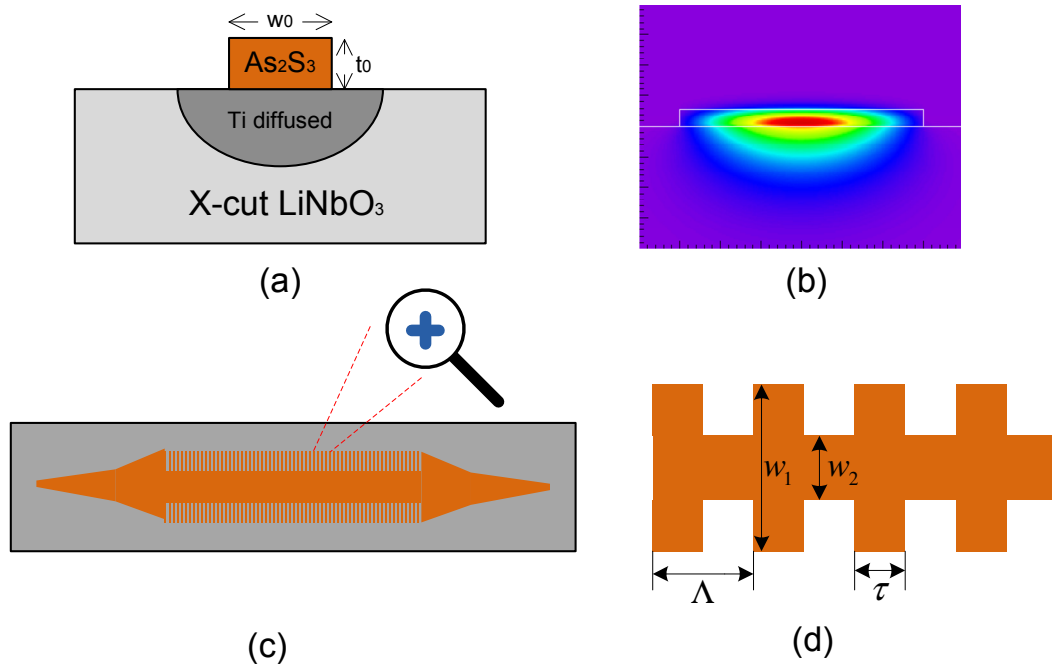 w₀
As₂S₃
t₀
Ti diffused
X-cut LiNbO₃
(a)
(b)
(c)
w₁
w₂
Λ
τ
(d)